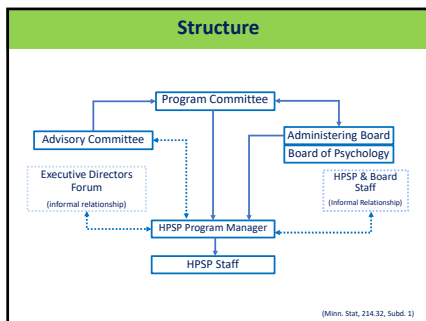 Structure
Program Committee
Advisory Committee
Administering Board
Board of Psychology
Executive Directors
Forum
(informal relationship)
HPSP & Board
Staff
(Informal Relationship)
HPSP Program Manager
HPSP Staff
(Minn. Stat, 214.32, Subd. 1)